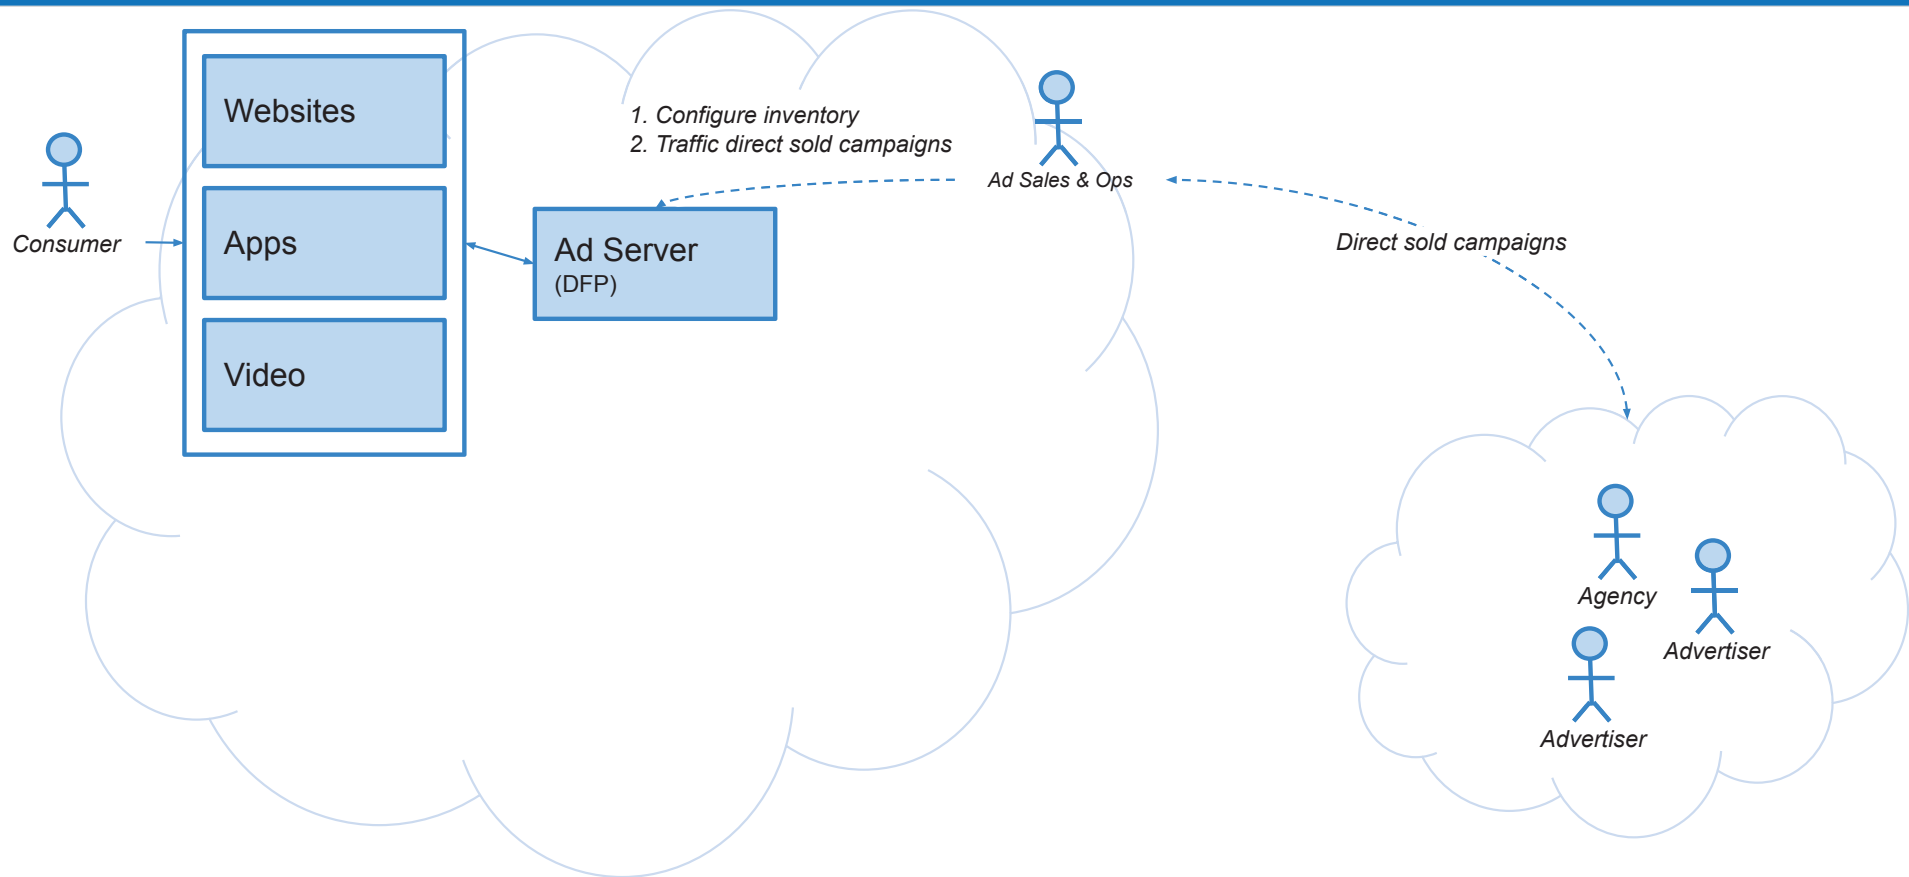 Websites
1. Configure inventory
2. Traffic direct sold campaigns
Ad Sales & Ops
Consumer
Apps
Ad Server
(DFP)
Direct sold campaigns
Video
Agency
Advertiser
Advertiser